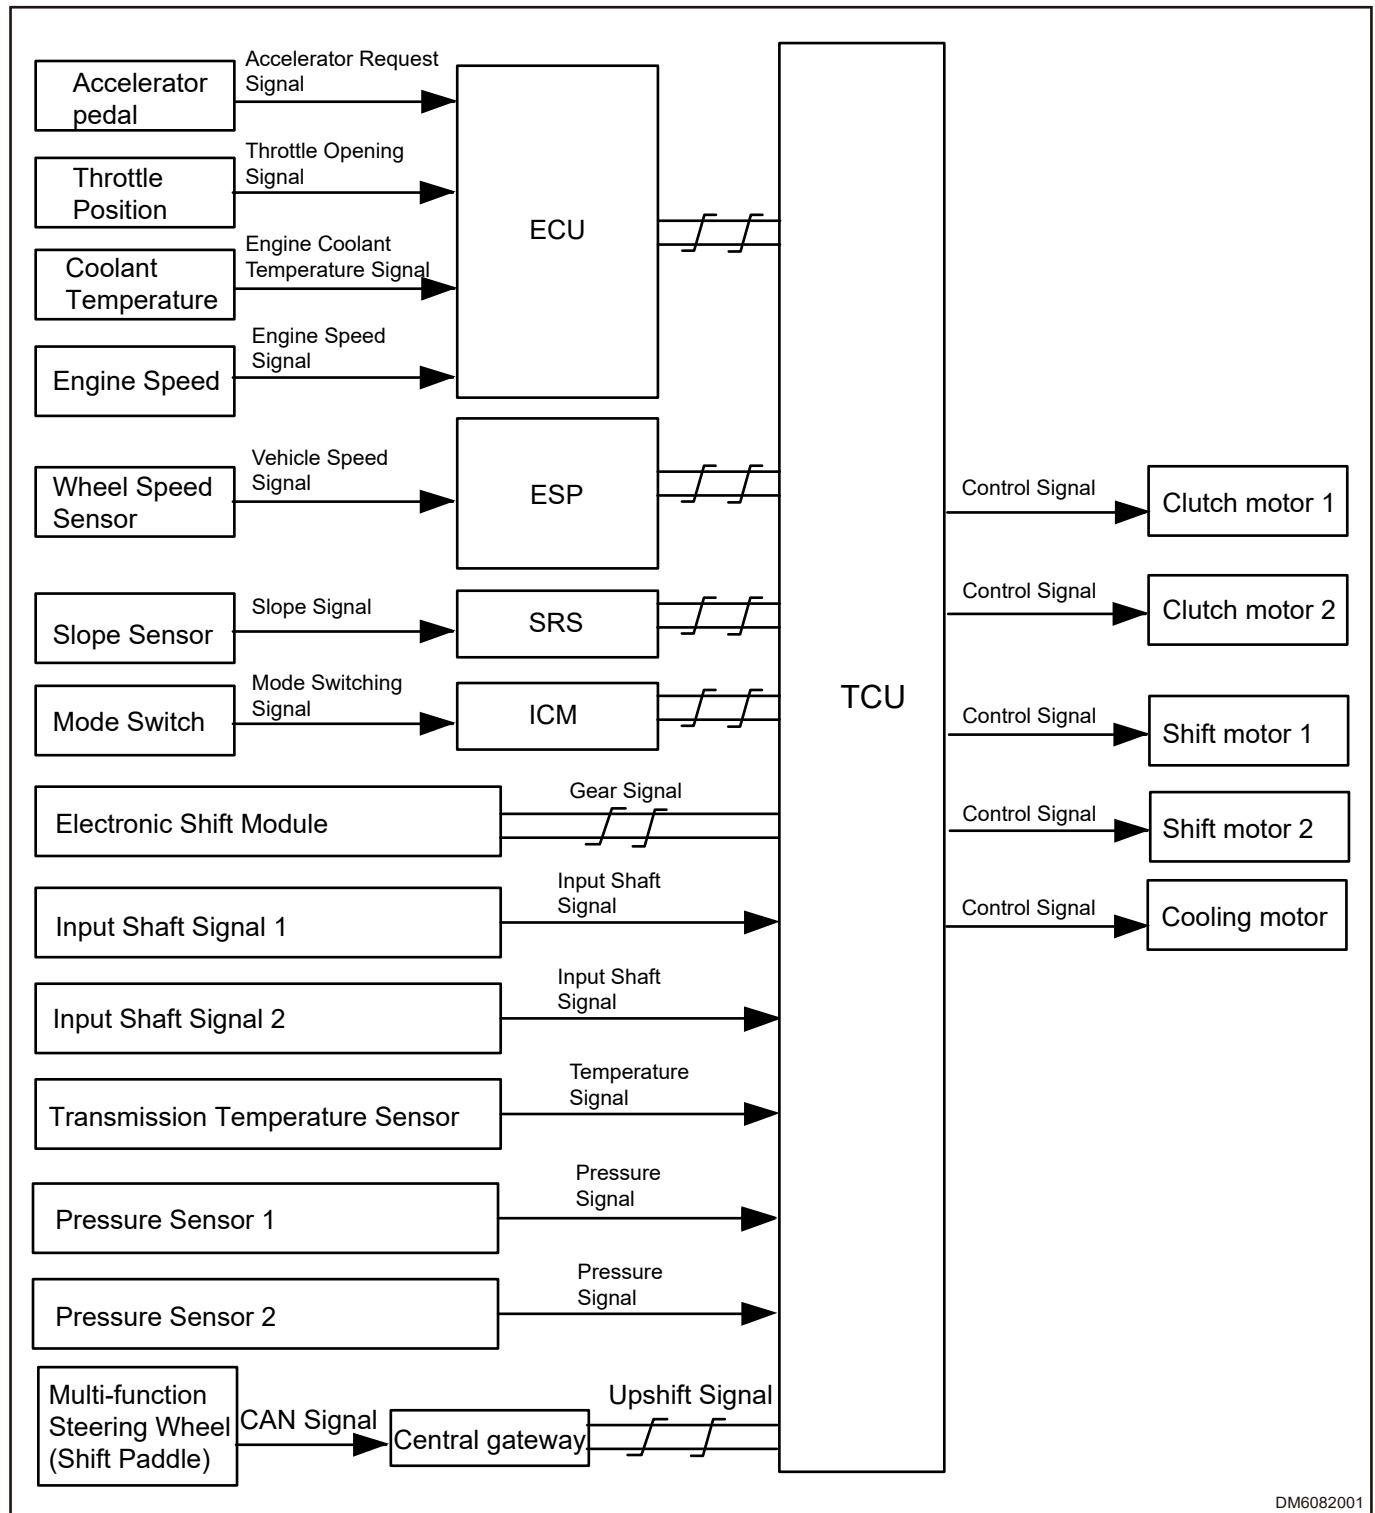 Accelerator
pedal
Accelerator Request
Signal
Throttle
Position
Throttle Opening
Signal
Coolant
Temperature
Engine Coolant
Temperature Signal
Engine Speed
Engine Speed
Signal
ECU
Wheel Speed
Sensor
Vehicle Speed
Signal
ESP
Slope Sensor
Slope Signal
SRS
Mode Switch
Mode Switching
Signal
ICM
Electronic Shift Module
Gear Signal
Input Shaft Signal 1
Input Shaft
Signal
Input Shaft Signal 2
Input Shaft
Signal
Transmission Temperature Sensor
Temperature
Signal
Pressure Sensor 1
Pressure
Signal
Pressure Sensor 2
Pressure
Signal
Multi-function
Steering Wheel
(Shift Paddle)
CAN Signal
Central gateway
Upshift Signal
TCU
Control Signal
Clutch motor 1
Control Signal
Clutch motor 2
Control Signal
Shift motor 1
Control Signal
Shift motor 2
Control Signal
Cooling motor
DM6082001